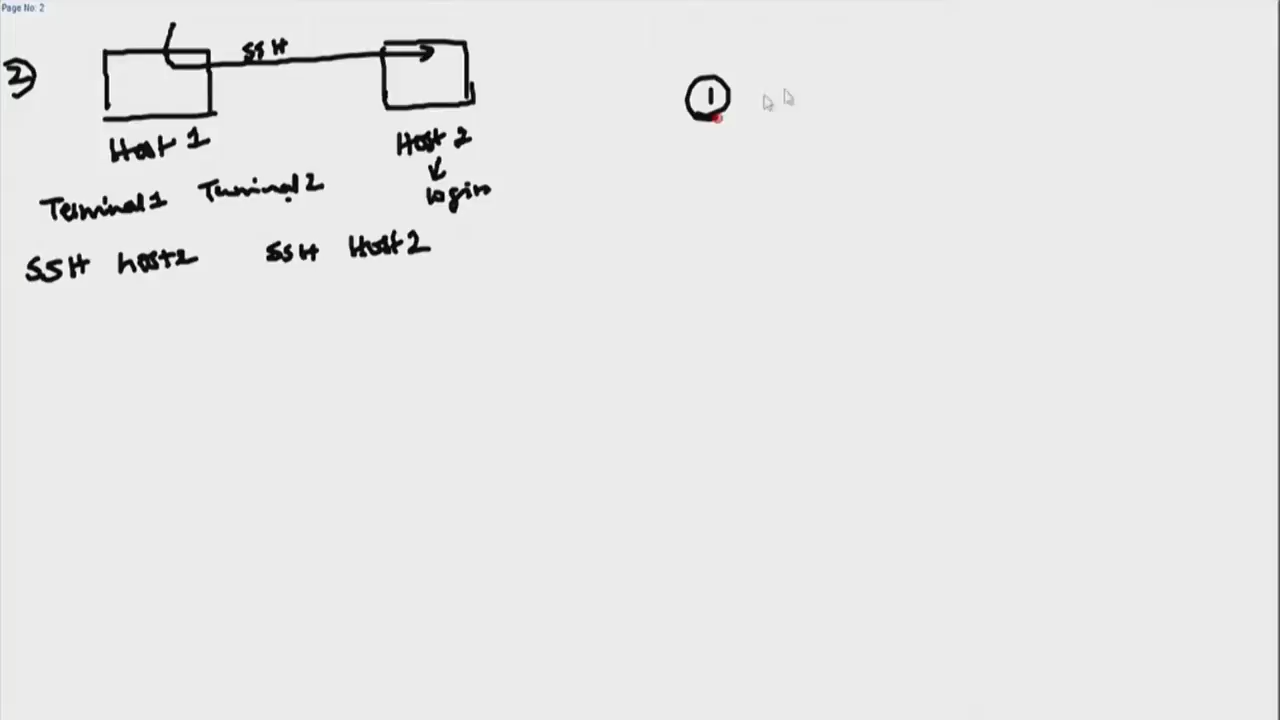 Page No: 2
2
SSH
1
Host 1
Host 2
Terminal 1 Terminal 2
login
SSH host2 SSH Host 2